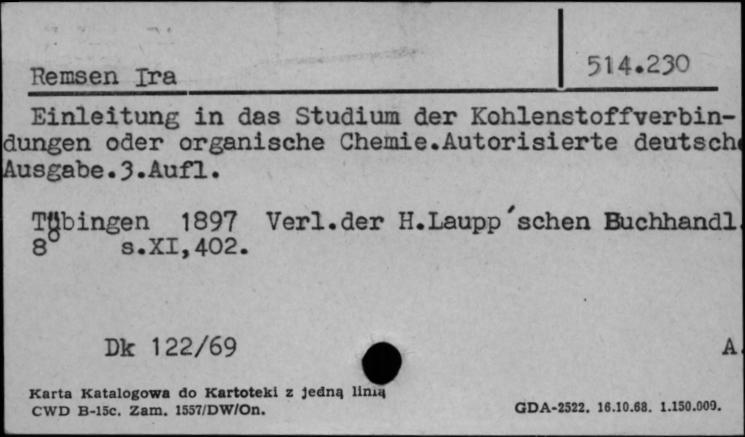 514.230
Remsen Ira
Einleitung in das Studium der Kohlenstoffverbin-
dungen oder organische Chemie.Autorisierte deutsch
Ausgabe.3.Aufl.
Tübingen 1897 Verl.der H.Laupp´schen Buchhandl.
8° s.XI,402.
Dk 122/69 A.
Karta Katalogowa do Kartoteki z jedną linią
CWD B-15c. Zam. 1557/DW/On. GDA-2522. 16.10.68. 1.150.000.